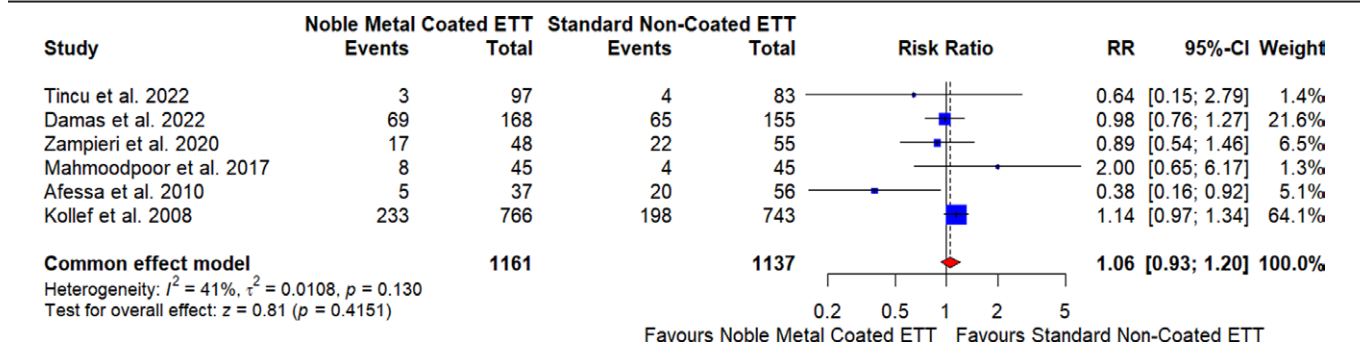 Noble Metal Coated ETT Standard Non-Coated ETT
Study Events Total Events Total Risk Ratio RR 95%-CI Weight
Tincu et al. 2022 3 97 4 83 0.64 [0.15; 2.79] 1.4%
Damas et al. 2022 69 168 65 155 0.98 [0.76; 1.27] 21.6%
Zampieri et al. 2020 17 48 22 55 0.89 [0.54; 1.46] 6.5%
Mahmoodpoor et al. 2017 8 45 4 45 2.00 [0.65; 6.17] 1.3%
Afessa et al. 2010 5 37 20 56 0.38 [0.16; 0.92] 5.1%
Kollef et al. 2008 233 766 198 743 1.14 [0.97; 1.34] 64.1%
Common effect model 1161 1137 1.06 [0.93; 1.20] 100.0%
Heterogeneity: I² = 41%, τ² = 0.0108, p = 0.130
Test for overall effect: z = 0.81 (p = 0.4151)
0.2 0.5 1 2 5
Favours Noble Metal Coated ETT Favours Standard Non-Coated ETT